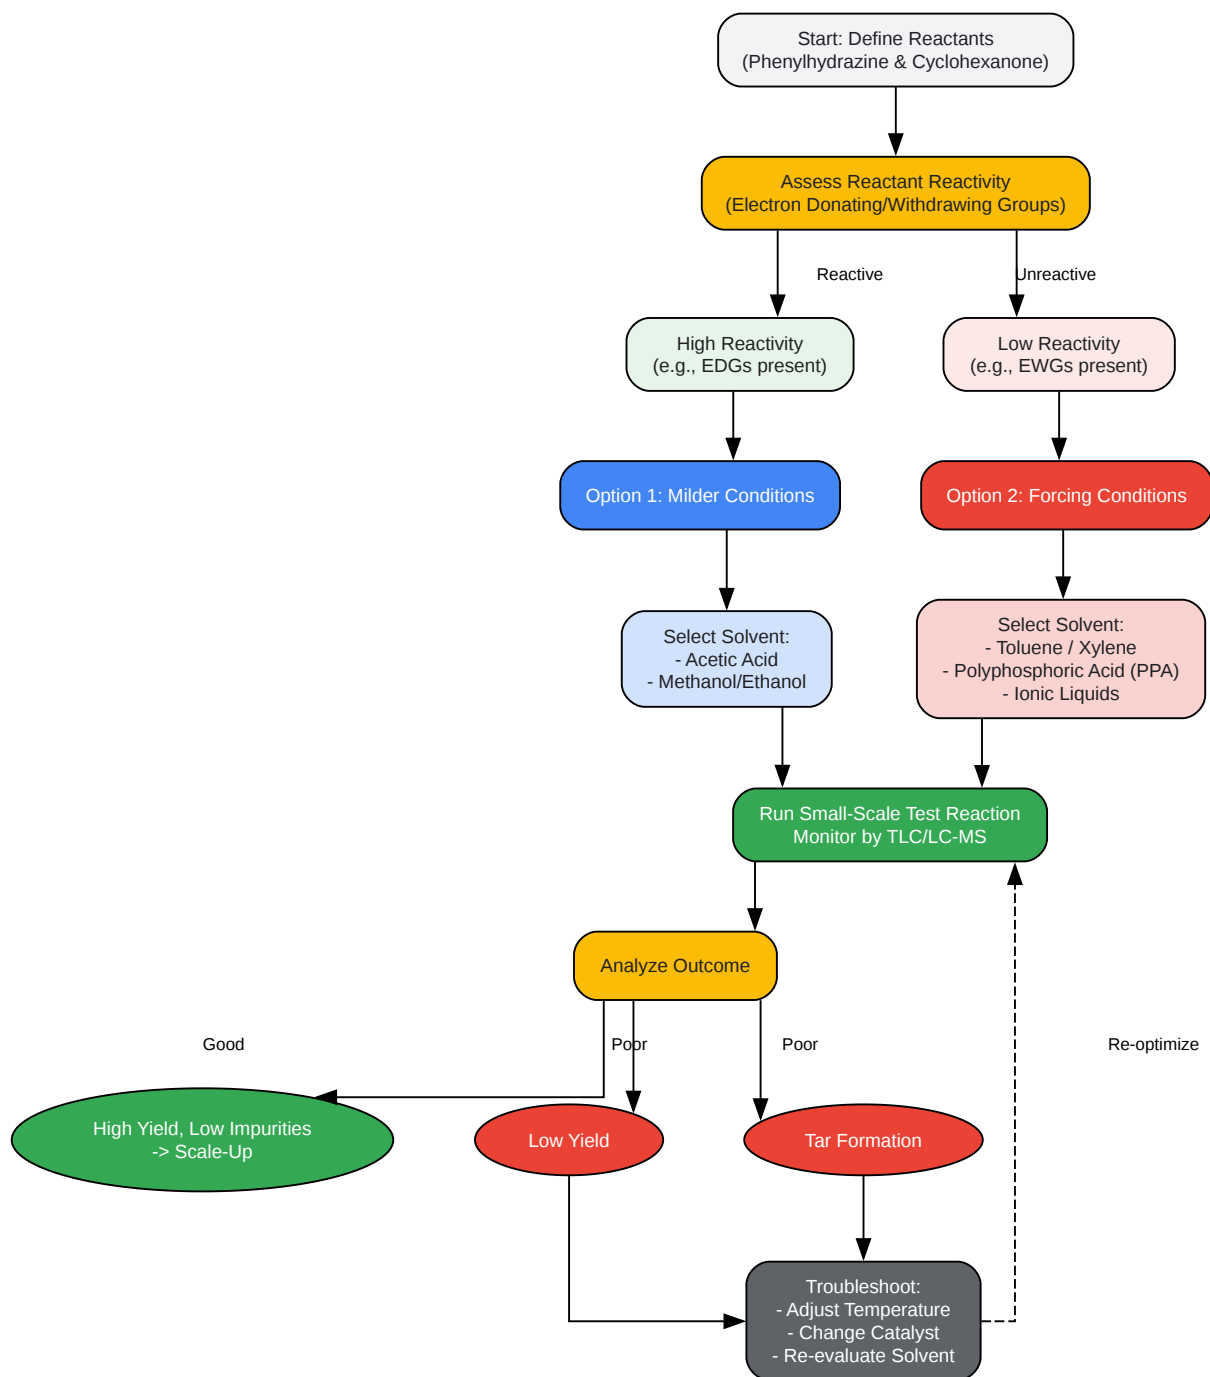 Start: Define Reactants
(Phenylhydrazine & Cyclohexanone)
Assess Reactant Reactivity
(Electron Donating/Withdrawing Groups)
Reactive
Unreactive
High Reactivity
(e.g., EDGs present)
Low Reactivity
(e.g., EWGs present)
Option 1: Milder Conditions
Option 2: Forcing Conditions
Select Solvent:
- Acetic Acid
- Methanol/Ethanol
Select Solvent:
- Toluene / Xylene
- Polyphosphoric Acid (PPA)
- Ionic Liquids
Run Small-Scale Test Reaction
Monitor by TLC/LC-MS
Analyze Outcome
Good
Poor
Poor
Re-optimize
High Yield, Low Impurities
-> Scale-Up
Low Yield
Tar Formation
Troubleshoot:
- Adjust Temperature
- Change Catalyst
- Re-evaluate Solvent